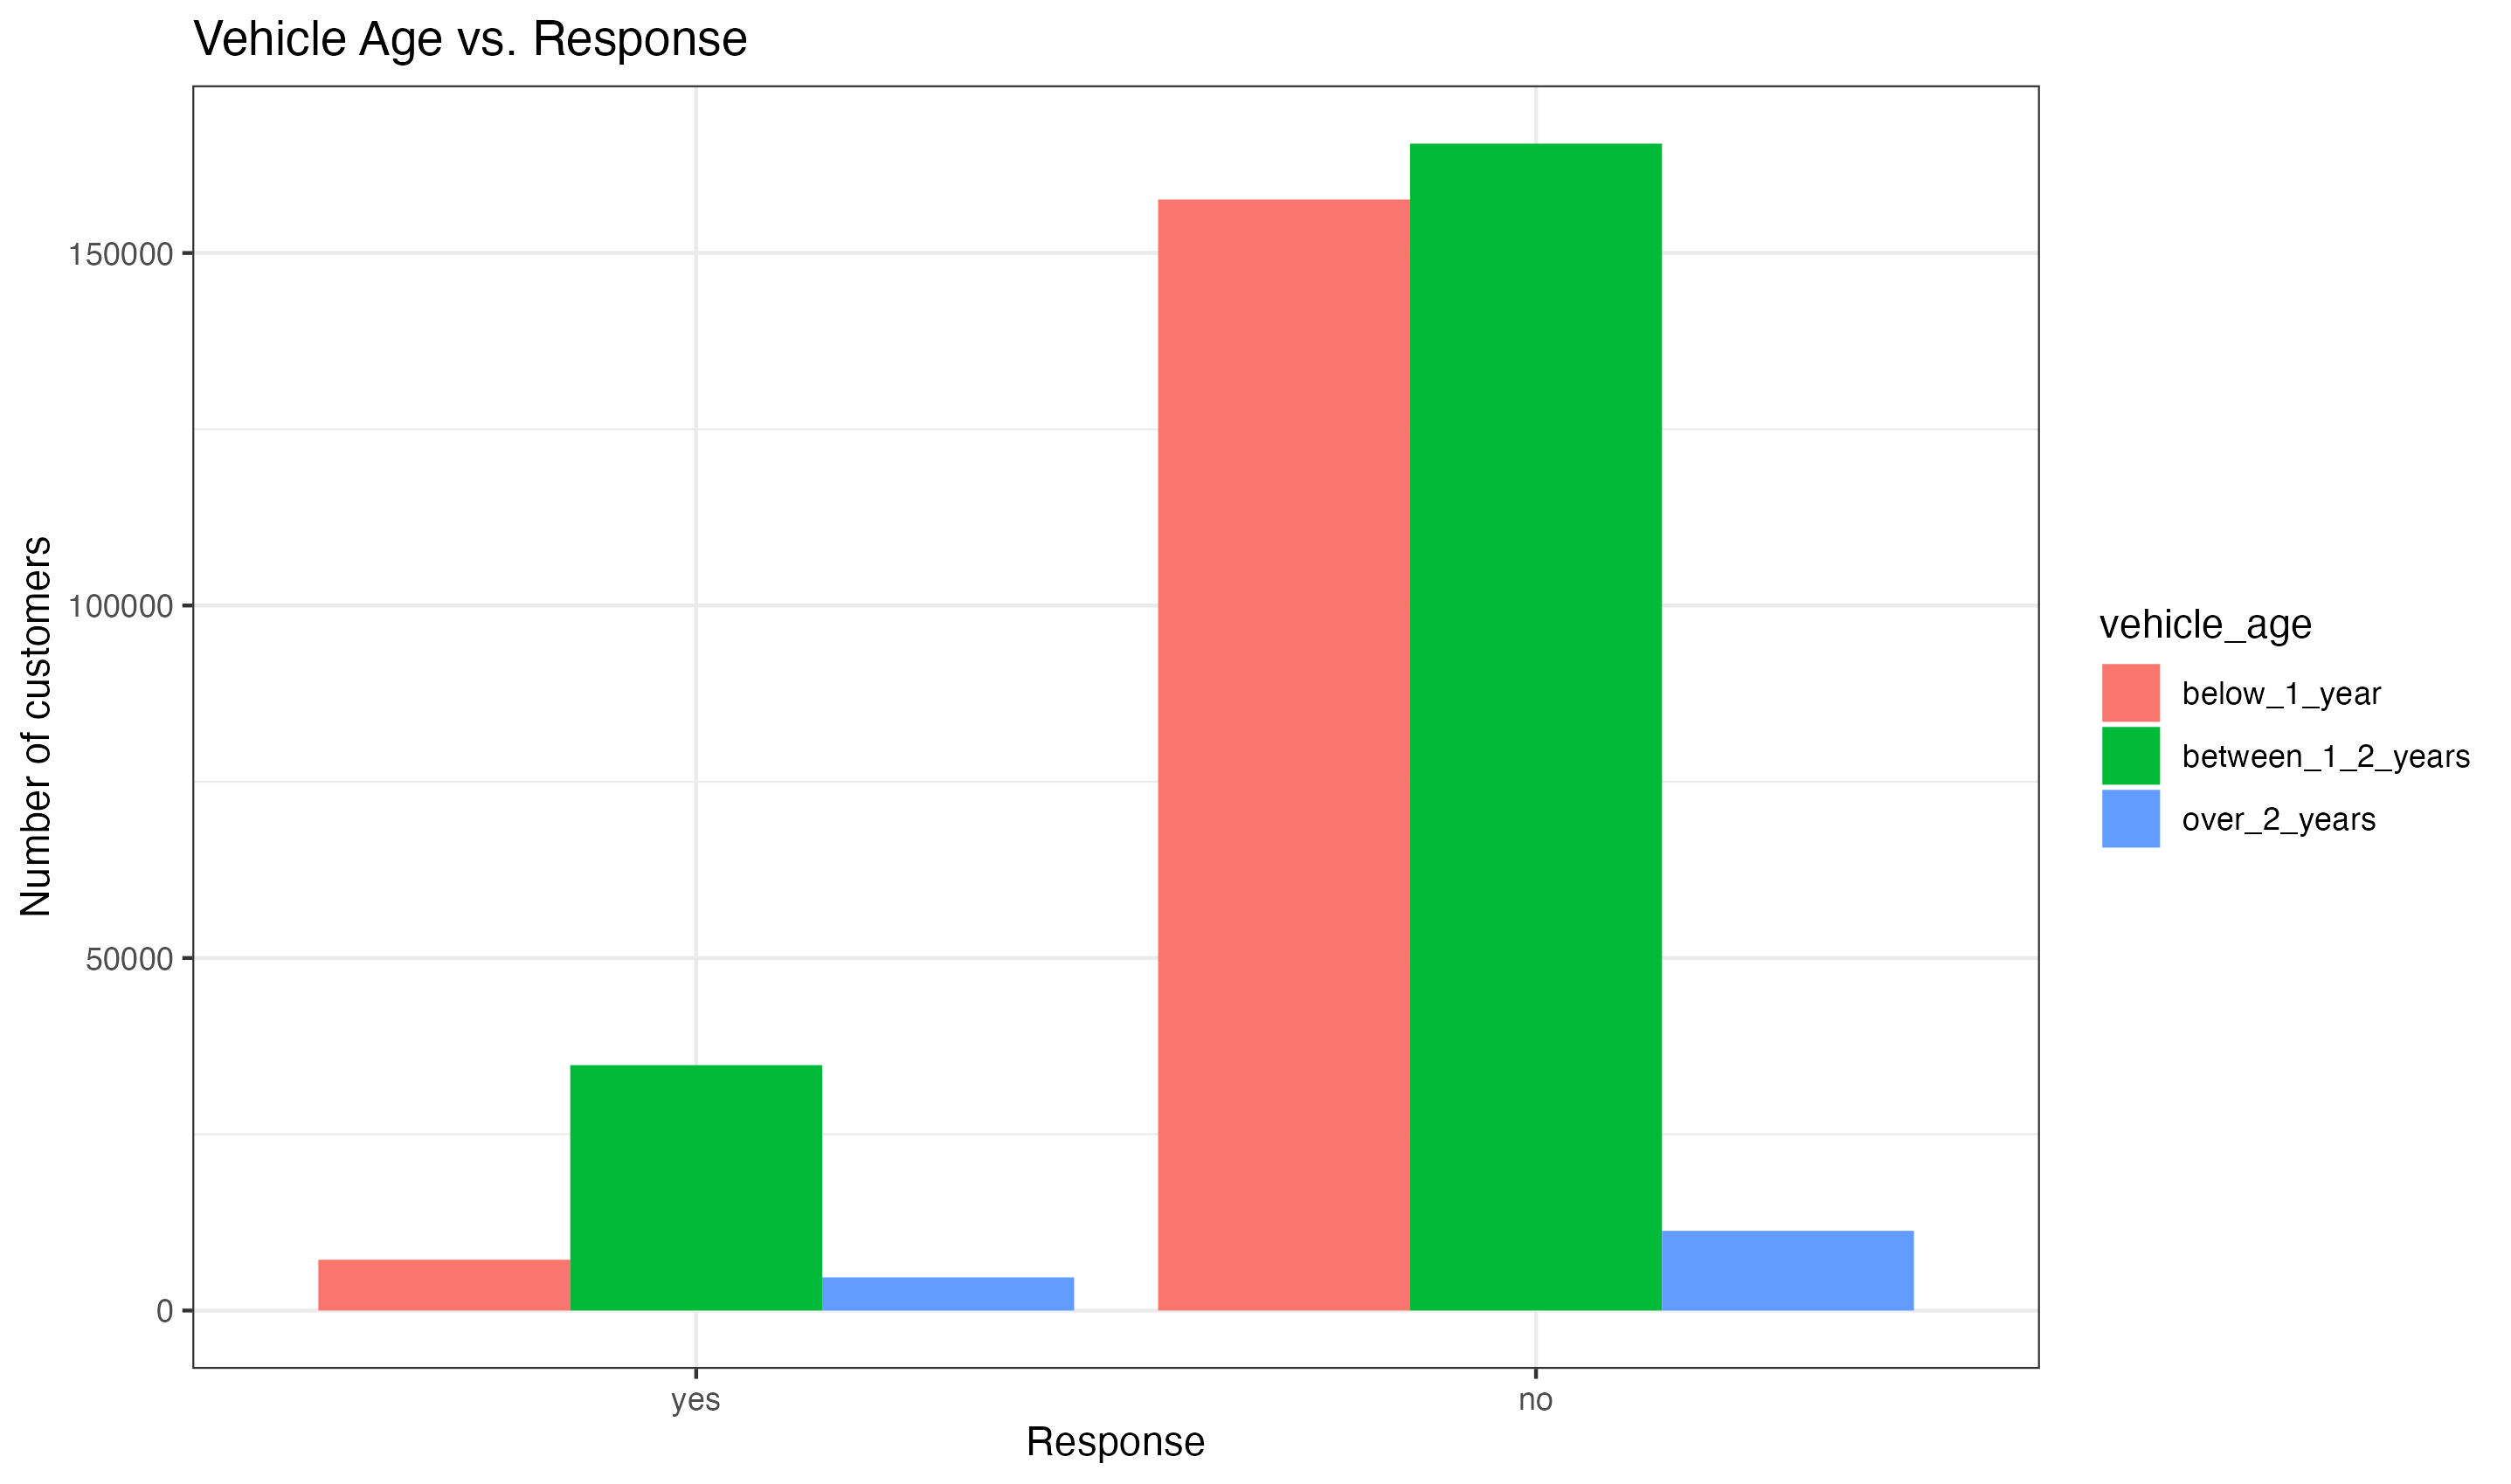 Vehicle Age vs. Response
Number of customers
150000
100000
50000
0
yes
no
Response
vehicle_age
below_1_year
between_1_2_years
over_2_years